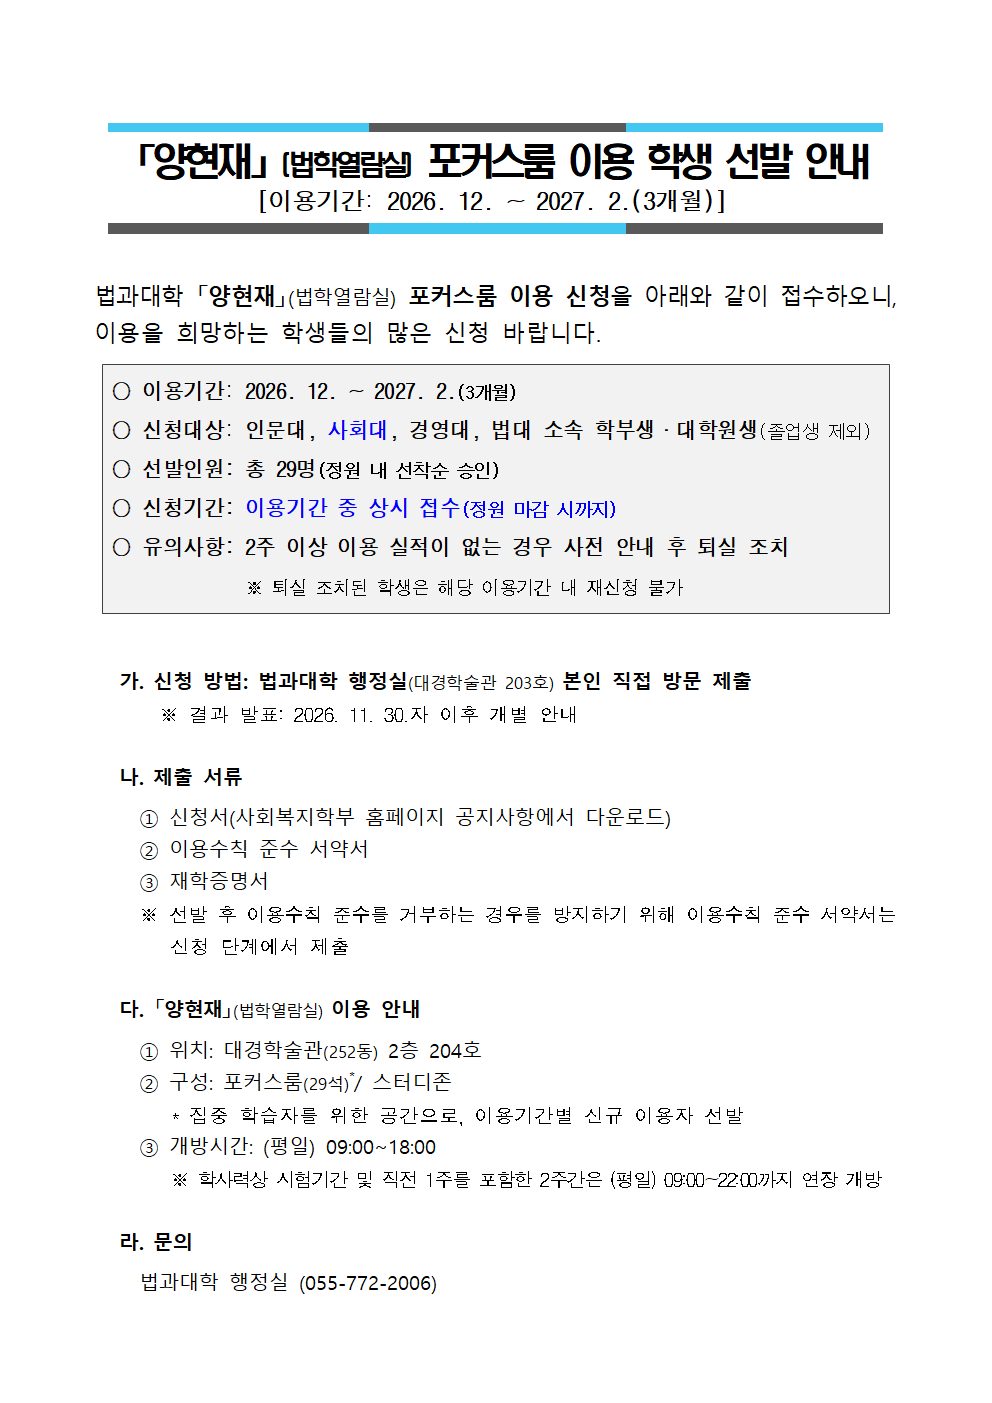 「양현재」(법학열람실) 포커스룸 이용 학생 선발 안내
[이용기간: 2026. 12. ~ 2027. 2.(3개월)]
법과대학 「양현재」(법학열람실) 포커스룸 이용 신청을 아래와 같이 접수하오니,
이용을 희망하는 학생들의 많은 신청 바랍니다.
○ 이용기간: 2026. 12. ~ 2027. 2.(3개월)
○ 신청대상: 인문대, 사회대, 경영대, 법대 소속 학부생·대학원생(졸업생 제외)
○ 선발인원: 총 29명(정원 내 선착순 승인)
○ 신청기간: 이용기간 중 상시 접수(정원 마감 시까지)
○ 유의사항: 2주 이상 이용 실적이 없는 경우 사전 안내 후 퇴실 조치
※ 퇴실 조치된 학생은 해당 이용기간 내 재신청 불가
가. 신청 방법: 법과대학 행정실(대경학술관 203호) 본인 직접 방문 제출
※ 결과 발표: 2026. 11. 30.자 이후 개별 안내
나. 제출 서류
① 신청서(사회복지학부 홈페이지 공지사항에서 다운로드)
② 이용수칙 준수 서약서
③ 재학증명서
※ 선발 후 이용수칙 준수를 거부하는 경우를 방지하기 위해 이용수칙 준수 서약서는
신청 단계에서 제출
다. 「양현재」(법학열람실) 이용 안내
① 위치: 대경학술관(252동) 2층 204호
② 구성: 포커스룸(29석)*/ 스터디존
* 집중 학습자를 위한 공간으로, 이용기간별 신규 이용자 선발
③ 개방시간: (평일) 09:00~18:00
※ 학사력상 시험기간 및 직전 1주를 포함한 2주간은 (평일) 09:00~22:00까지 연장 개방
라. 문의
법과대학 행정실 (055-772-2006)